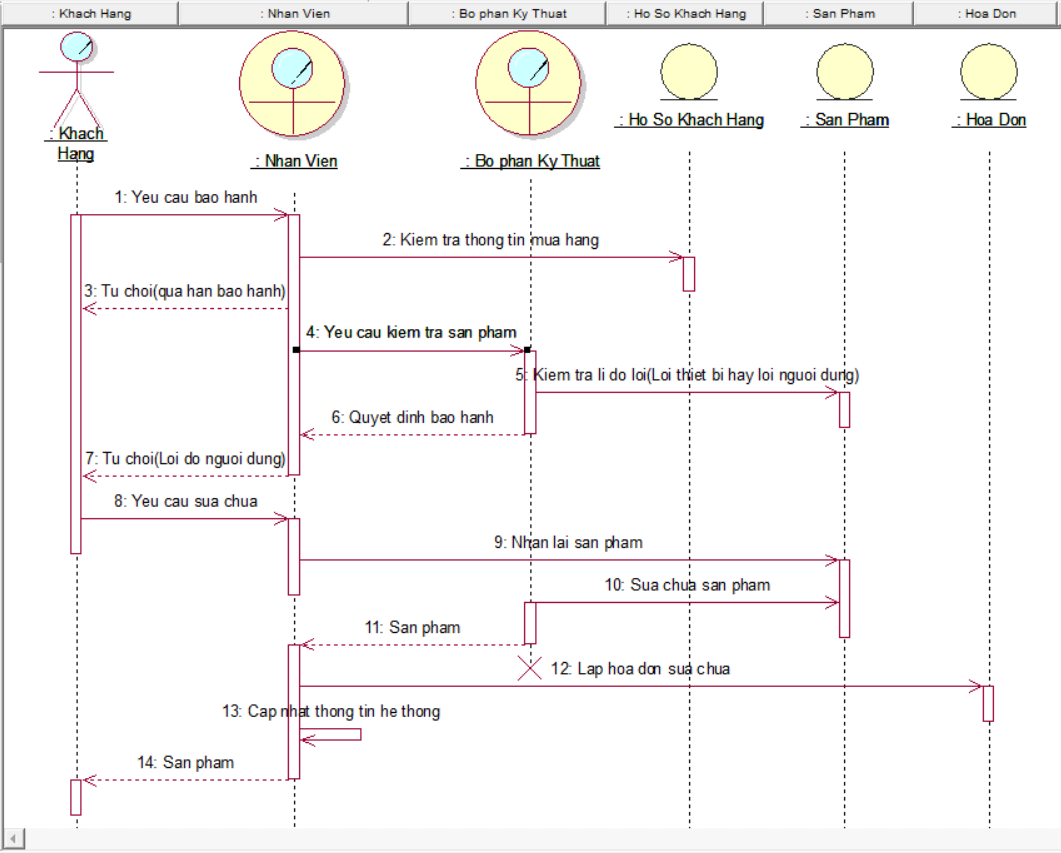 : Khach Hang
: Nhan Vien
: Bo phan Ky Thuat
: Ho So Khach Hang
: San Pham
: Hoa Don
: Khach
Hang
: Nhan Vien
: Bo phan Ky Thuat
: Ho So Khach Hang
: San Pham
: Hoa Don
1: Yeu cau bao hanh
2: Kiem tra thong tin mua hang
3: Tu choi(qua han bao hanh)
4: Yeu cau kiem tra san pham
5: Kiem tra li do loi(Loi thiet bi hay loi nguoi dung)
6: Quyet dinh bao hanh
7: Tu choi(Loi do nguoi dung)
8: Yeu cau sua chua
9: Nhan lai san pham
10: Sua chua san pham
11: San pham
12: Lap hoa don sua chua
13: Cap nhat thong tin he thong
14: San pham